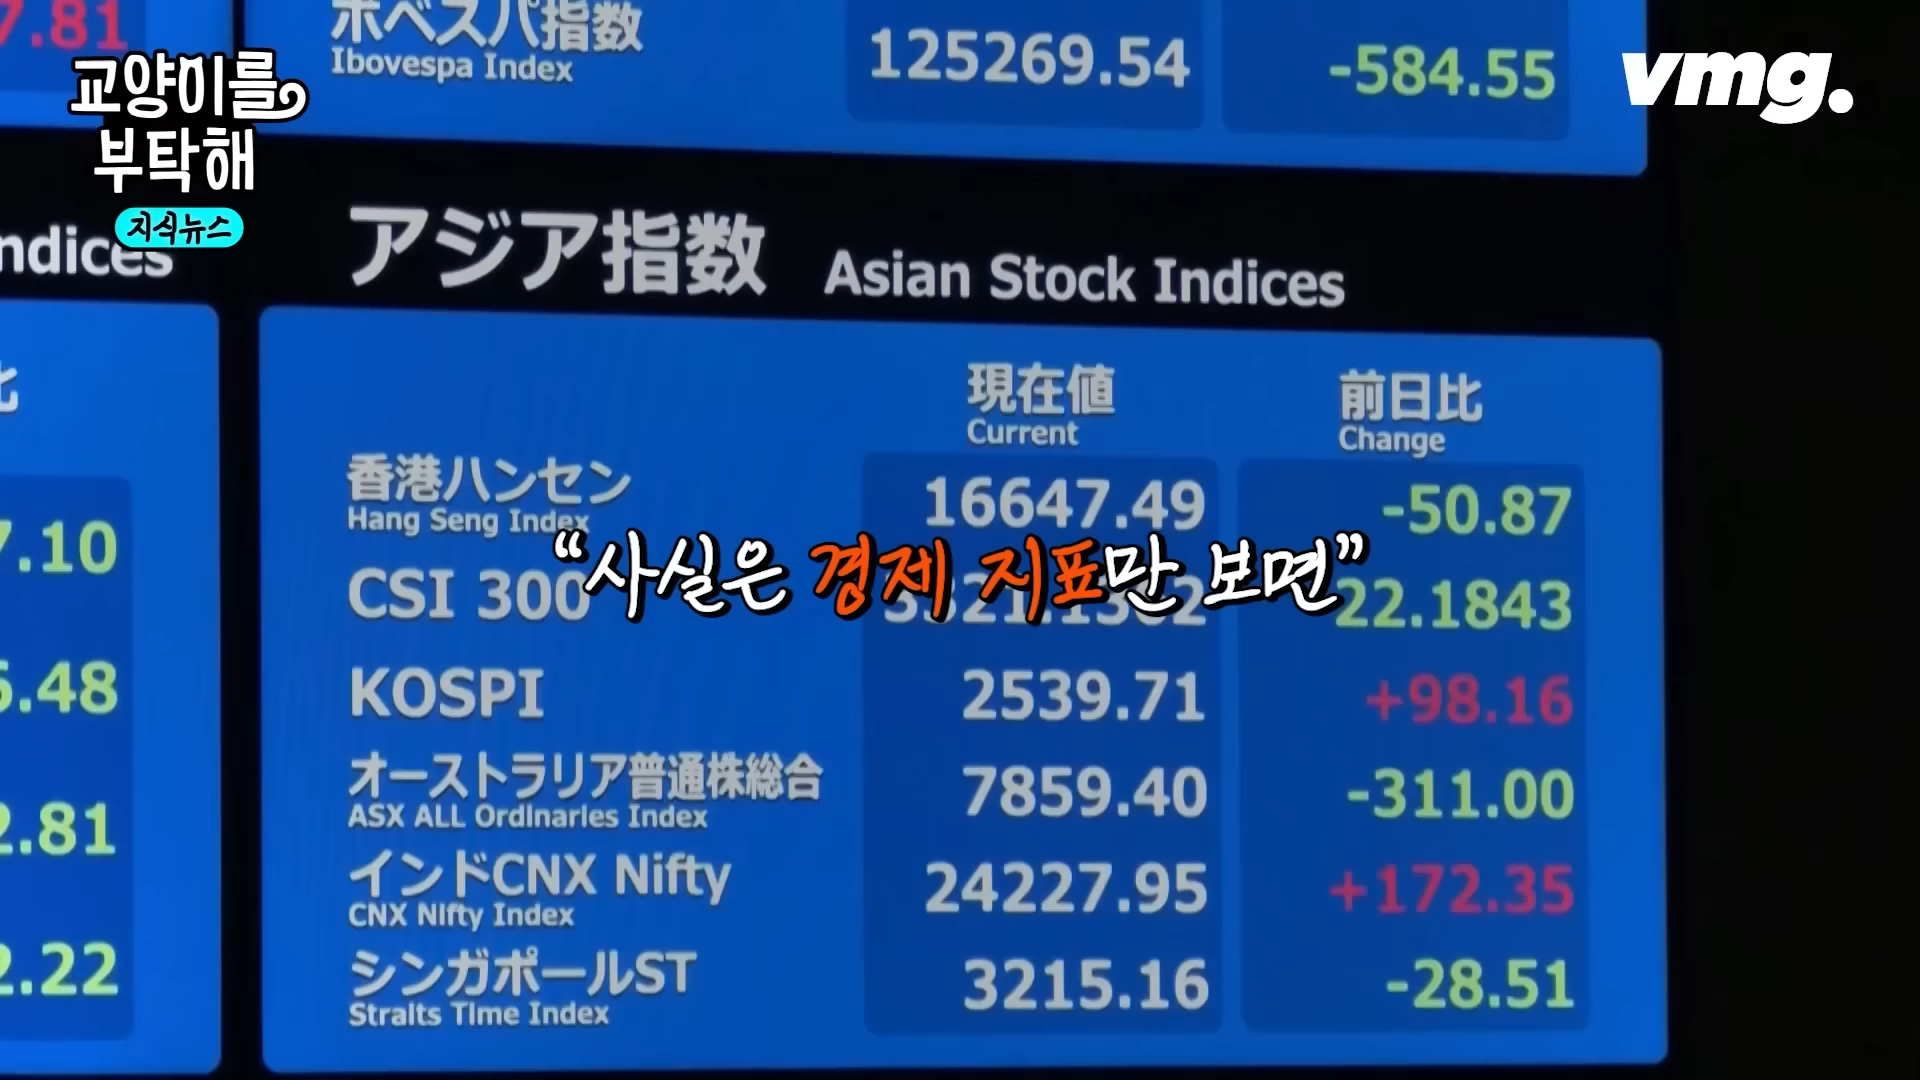 7.81
ボベスパ指数
Ibovespa Index
125269.54
-584.55
교양이를
부탁해
지식뉴스
vmg.
ndices
アジア指数 Asian Stock Indices
比
現在値
Current
前日比
Change
香港ハンセン
Hang Seng Index
16647.49
-50.87
7.10
“사실은 경제 지표만 보면”
CSI 300
22.1843
KOSPI
2539.71
+98.16
6.48
オーストラリア普通株総合
ASX ALL Ordinaries Index
7859.40
-311.00
2.81
インドCNX Nifty
CNX Nifty Index
24227.95
+172.35
シンガポールST
Straits Time Index
3215.16
-28.51
2.22